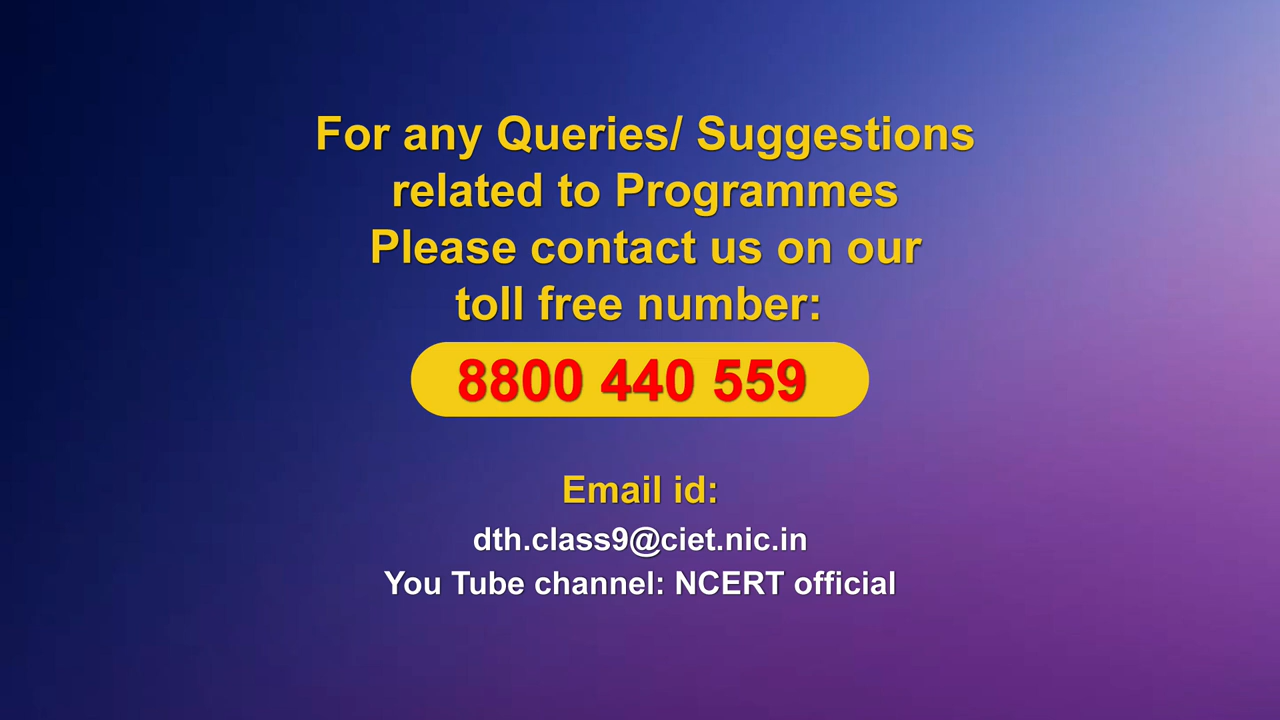 For any Queries/ Suggestions
related to Programmes
Please contact us on our
toll free number:
8800 440 559
Email id:
dth.class9@ciet.nic.in
You Tube channel: NCERT official